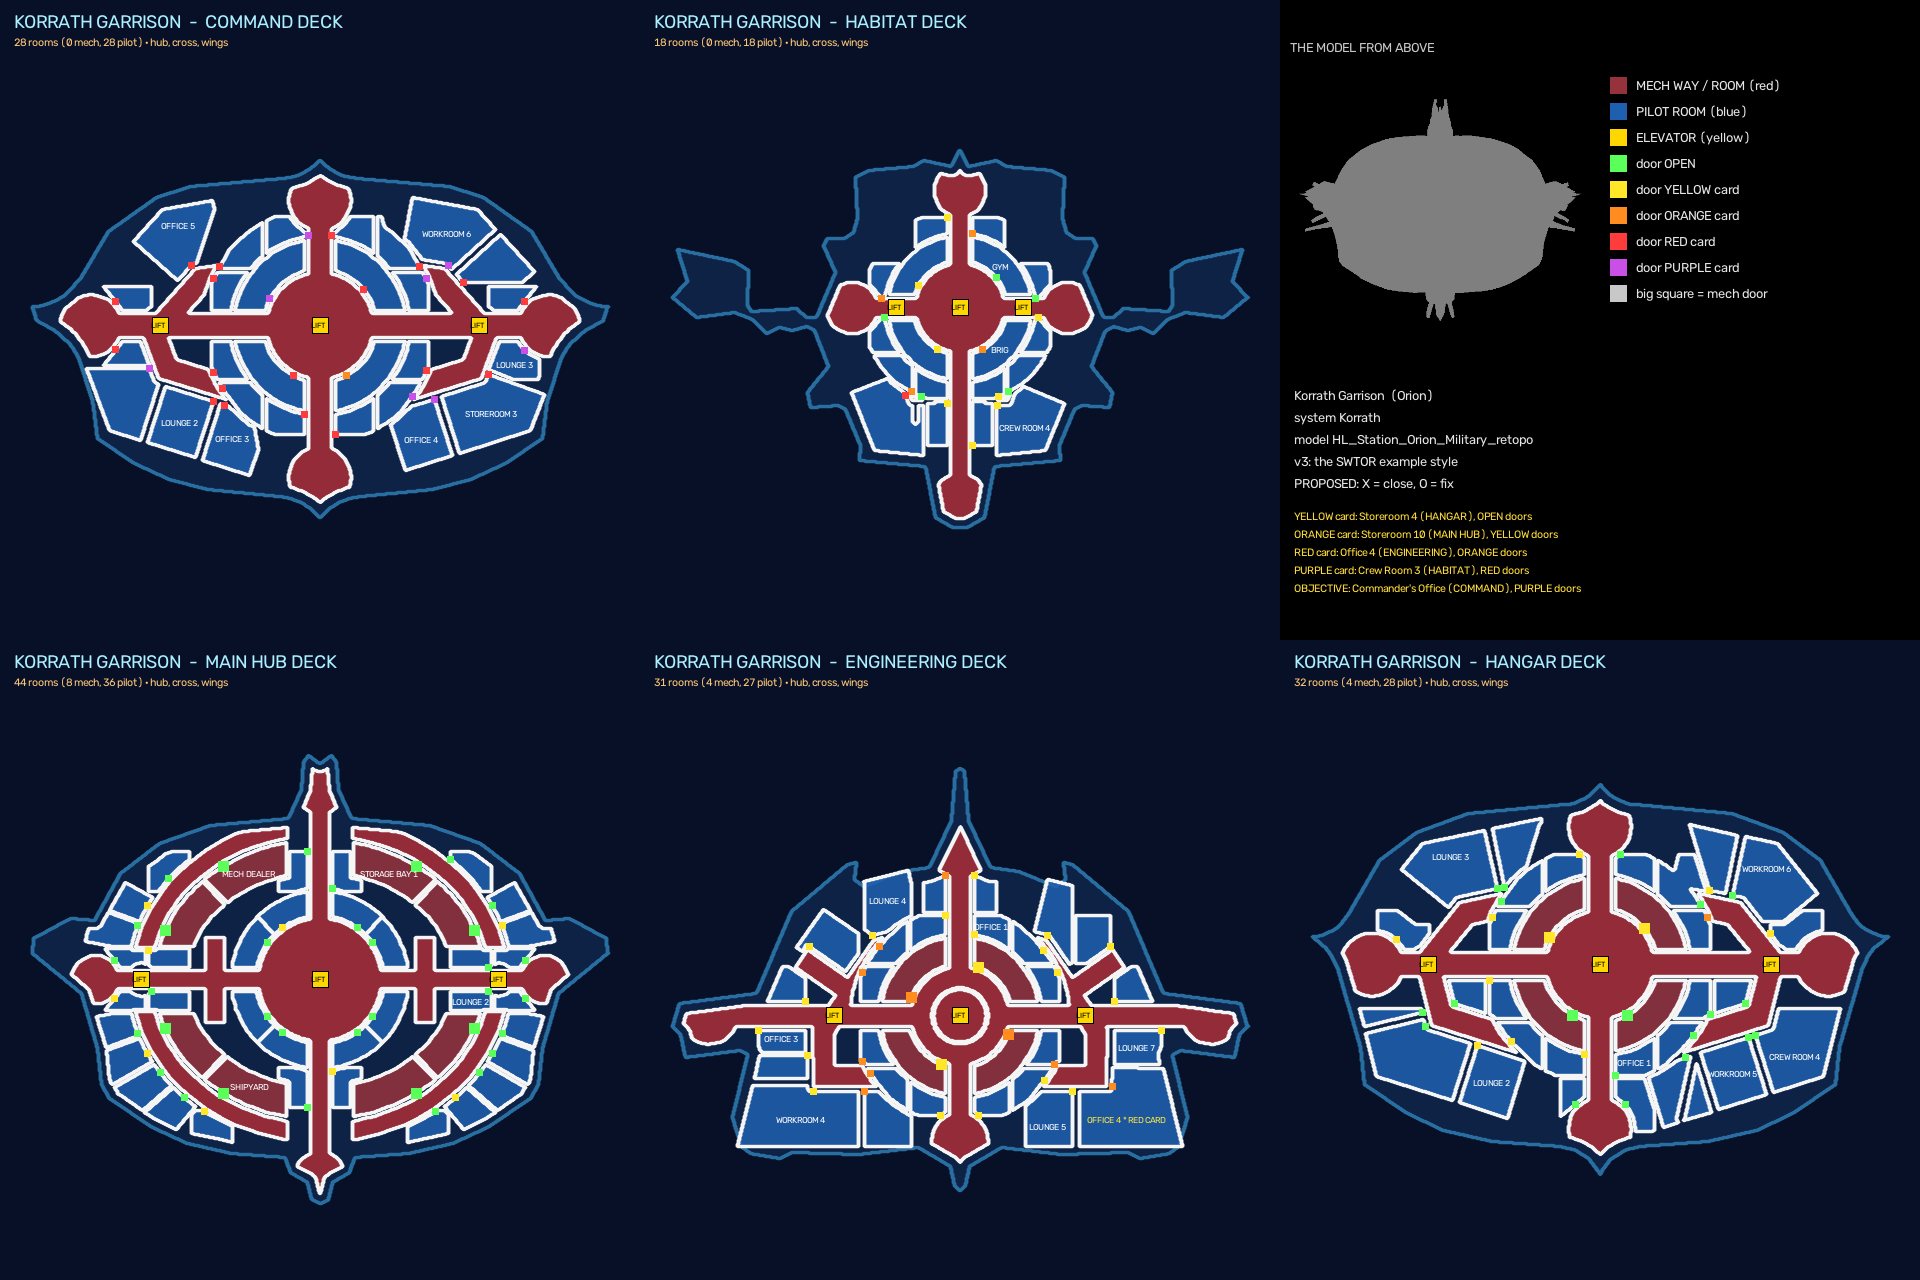 KORRATH GARRISON - COMMAND DECK
28 rooms (0 mech, 28 pilot) • hub, cross, wings
OFFICE 5
WORKROOM 6
LIFT
LIFT
LIFT
LOUNGE 3
LOUNGE 2
OFFICE 3
OFFICE 4
STOREROOM 3
KORRATH GARRISON - HABITAT DECK
18 rooms (0 mech, 18 pilot) • hub, cross, wings
GYM
LIFT
LIFT
LIFT
BRIG
CREW ROOM 4
THE MODEL FROM ABOVE
MECH WAY / ROOM (red)
PILOT ROOM (blue)
ELEVATOR (yellow)
door OPEN
door YELLOW card
door ORANGE card
door RED card
door PURPLE card
big square = mech door
Korrath Garrison (Orion)
system Korrath
model HL_Station_Orion_Military_retopo
v3: the SWTOR example style
PROPOSED: X = close, O = fix
YELLOW card: Storeroom 4 (HANGAR), OPEN doors
ORANGE card: Storeroom 10 (MAIN HUB), YELLOW doors
RED card: Office 4 (ENGINEERING), ORANGE doors
PURPLE card: Crew Room 3 (HABITAT), RED doors
OBJECTIVE: Commander's Office (COMMAND), PURPLE doors
KORRATH GARRISON - MAIN HUB DECK
44 rooms (8 mech, 36 pilot) • hub, cross, wings
MECH DEALER
STORAGE BAY 1
LIFT
LIFT
LIFT
LOUNGE 2
SHIPYARD
KORRATH GARRISON - ENGINEERING DECK
31 rooms (4 mech, 27 pilot) • hub, cross, wings
LOUNGE 4
OFFICE 1
LIFT
LIFT
LIFT
OFFICE 3
LOUNGE 7
WORKROOM 4
LOUNGE 5
OFFICE 4 * RED CARD
KORRATH GARRISON - HANGAR DECK
32 rooms (4 mech, 28 pilot) • hub, cross, wings
LOUNGE 3
WORKROOM 6
LIFT
LIFT
LIFT
OFFICE 1
CREW ROOM 4
WORKROOM 5
LOUNGE 2